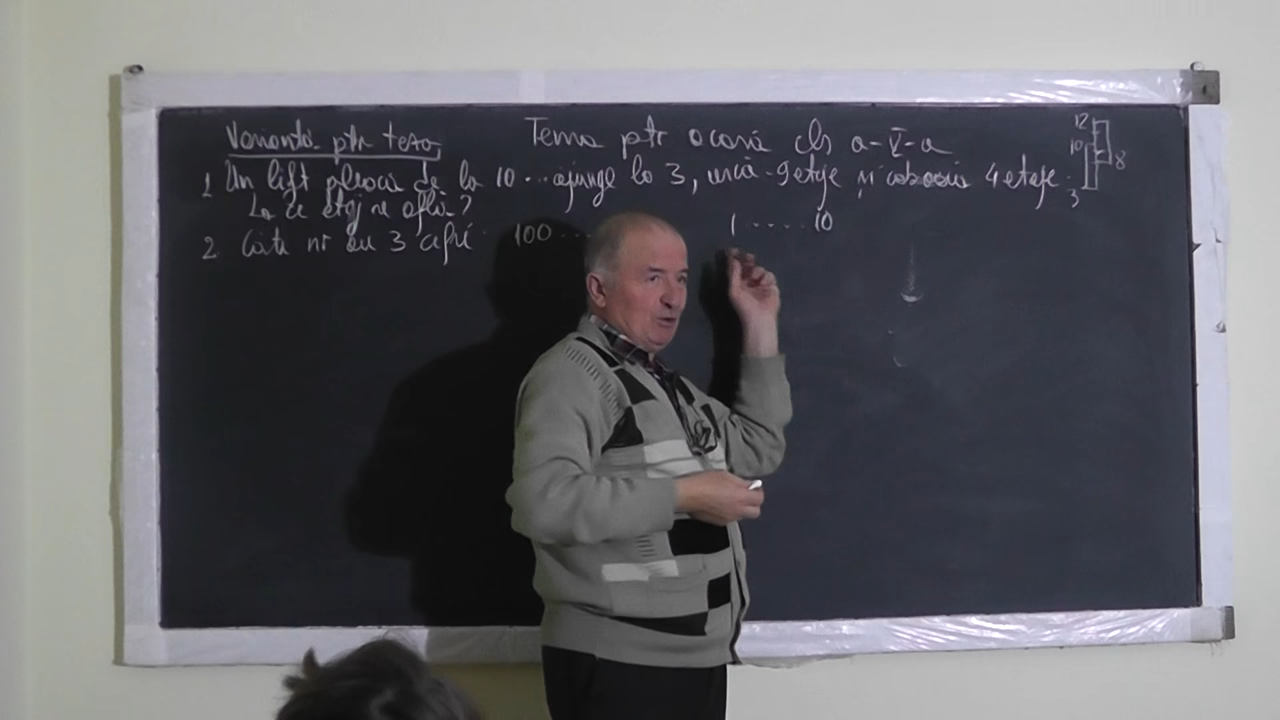 Variantă ptr teza
Tema ptr acasă cls a-V-a
1 Un lift pleacă de la 10 ... ajunge la 3, urcă 9 etaje și coboară 4 etaje.
La ce etaj se află?
2. Câte nr au 3 cifre 100 ...
1 ..... 10
12
10
8
3